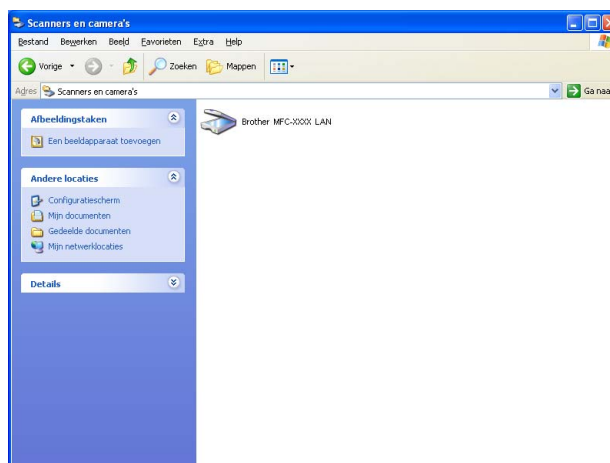 Scanners en camera's
Bestand Bewerken Beeld Favorieten Extra Help
Vorige Zoeken Mappen
Adres Scanners en camera's Ga naar
Afbeeldingstaken
Een beeldapparaat toevoegen
Brother MFC-XXXX LAN
Andere locaties
Configuratiescherm
Mijn documenten
Gedeelde documenten
Mijn netwerklocaties
Details